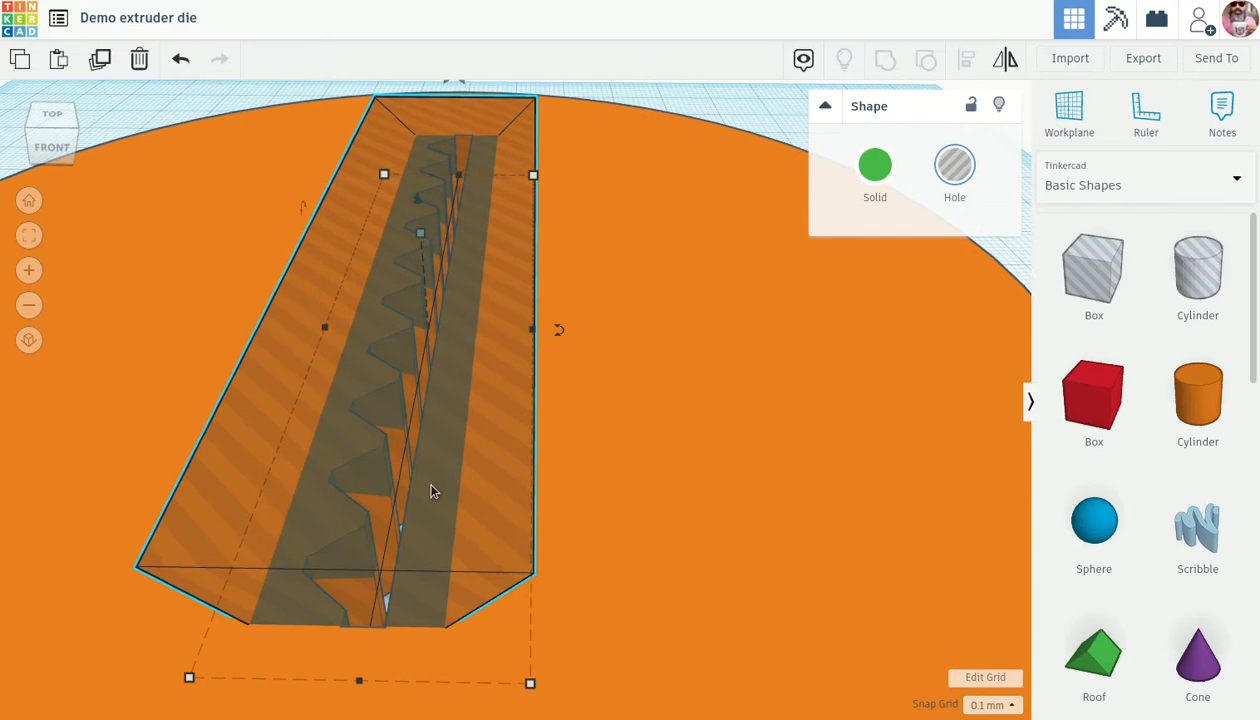 TIN
KER
CAD
Demo extruder die
Import
Export
Send To
TOP
FRONT
Shape
Solid
Hole
Workplane
Ruler
Notes
Tinkercad
Basic Shapes
Box
Cylinder
Box
Cylinder
Sphere
Scribble
Roof
Cone
Edit Grid
Snap Grid
0.1 mm